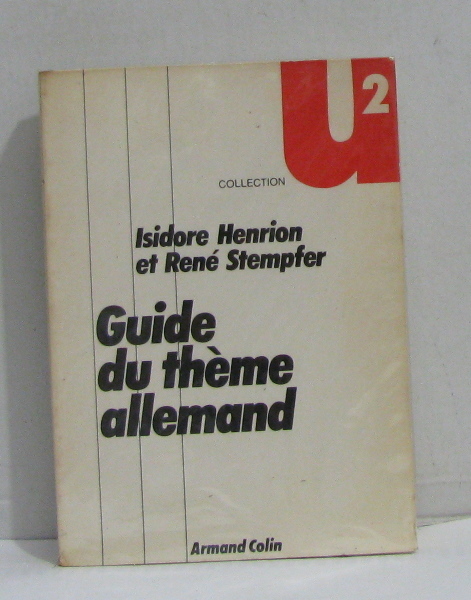 U2
COLLECTION
Isidore Henrion
et René Stempfer
Guide
du thème
allemand
Armand Colin